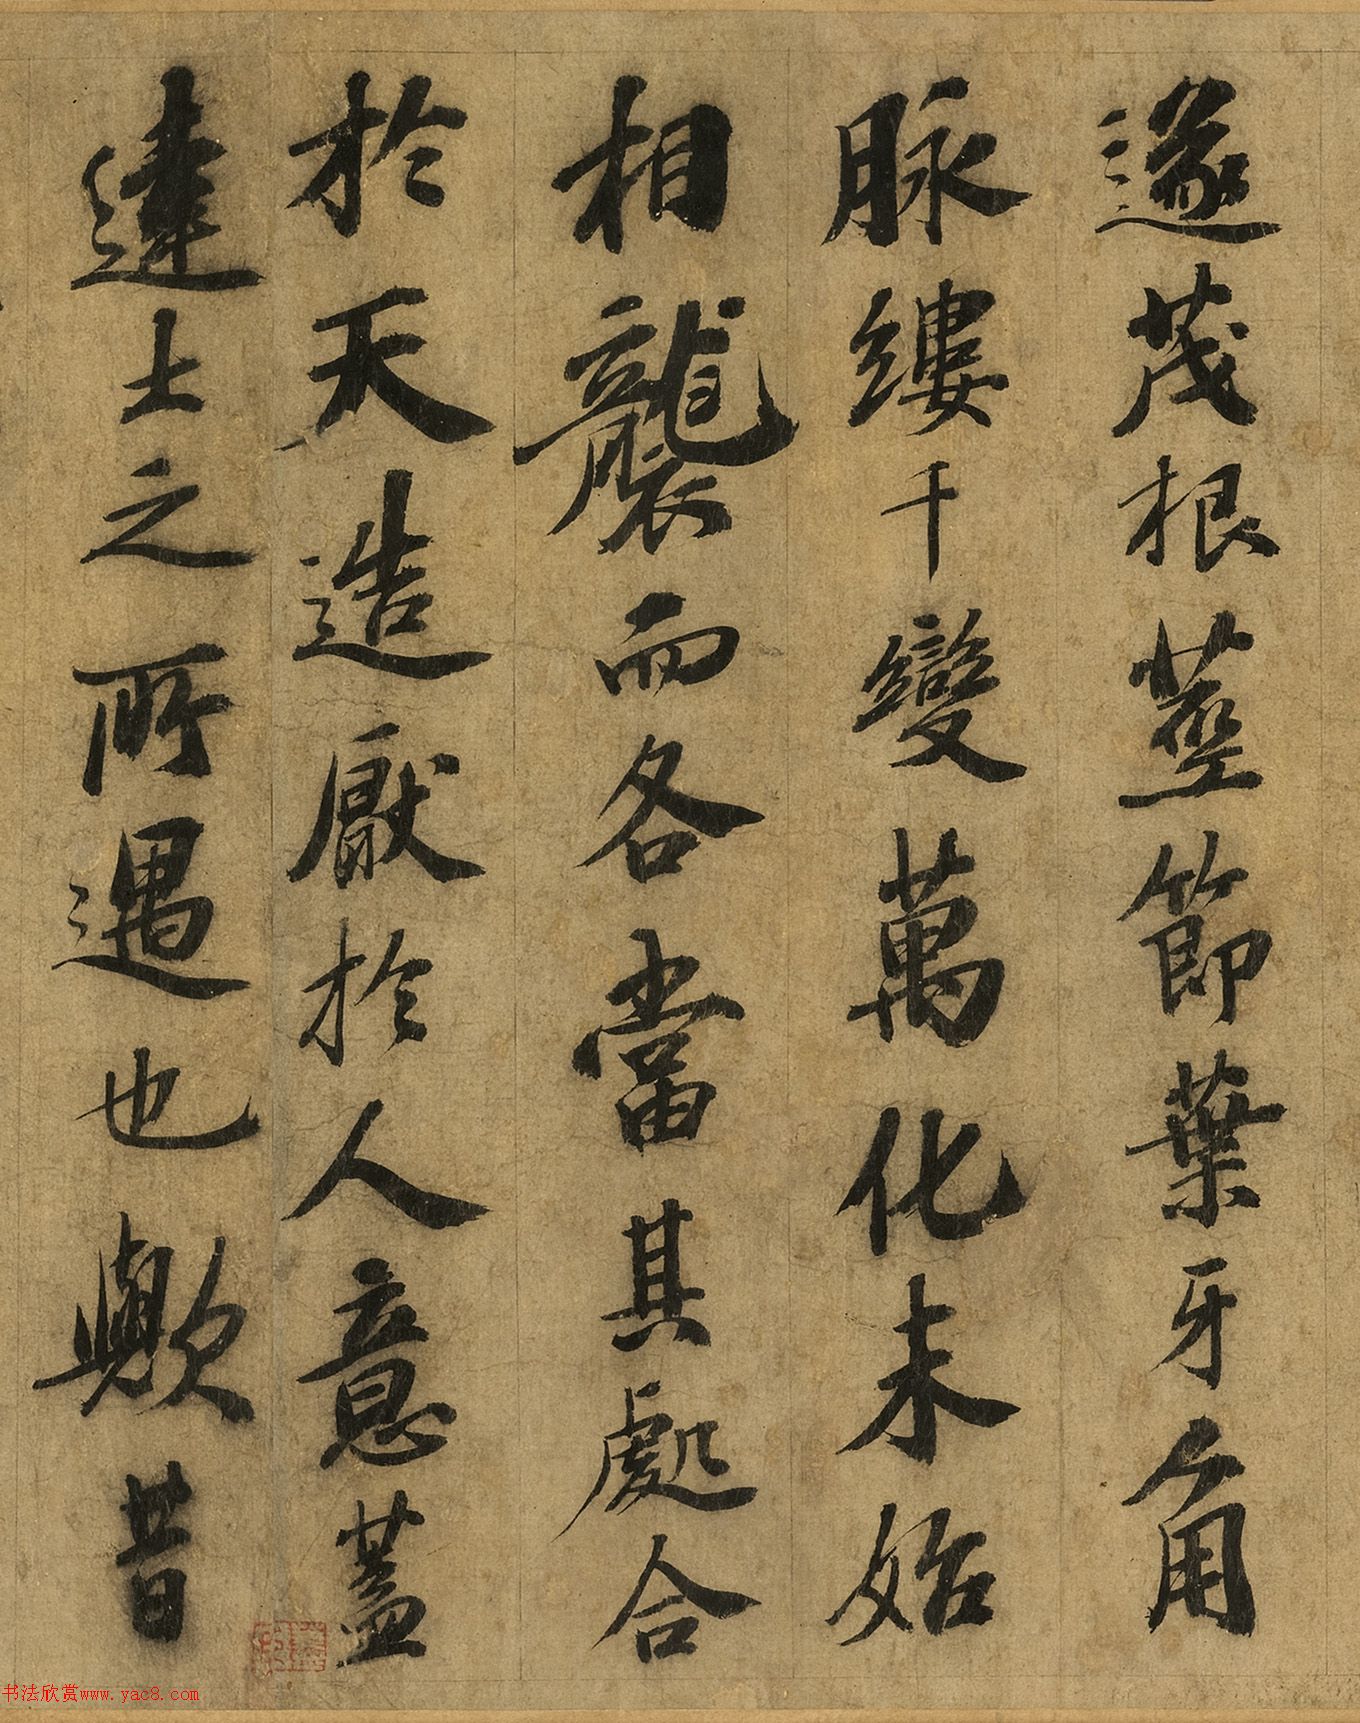 遂茂根莖節葉牙角
脉縷千變萬化未始
相襲而各當其處合
於天造厭於人意蓋
達士之所遇也歟昔
书法欣赏www.yac8.com